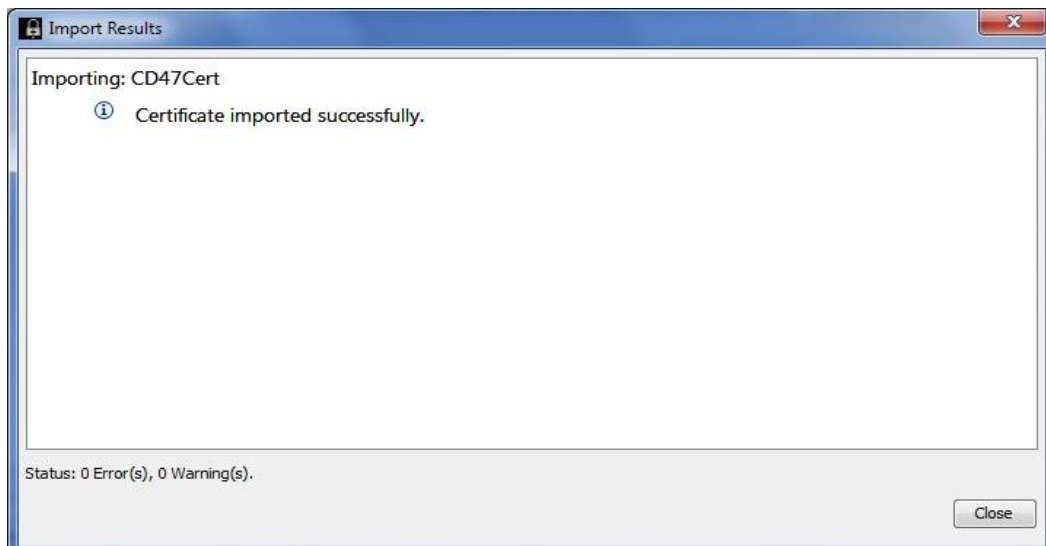 Import Results
Importing: CD47Cert
Certificate imported successfully.
Status: 0 Error(s), 0 Warning(s).
Close